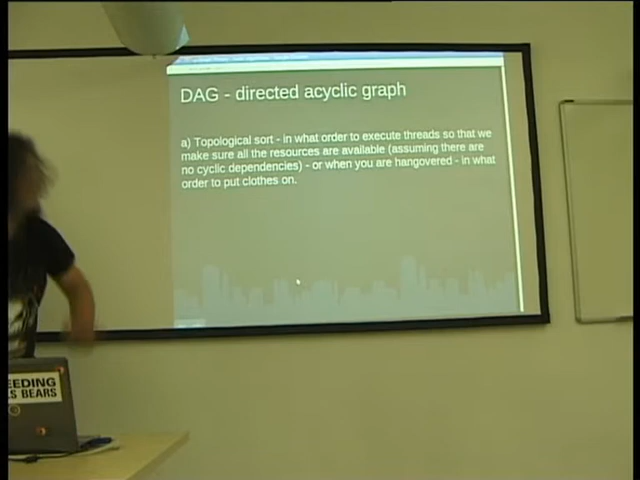 DAG - directed acyclic graph
a) Topological sort - in what order to execute threads so that we
make sure all the resources are available (assuming there are
no cyclic dependencies) - or when you are hangovered - in what
order to put clothes on.
EEDING
LS BEARS